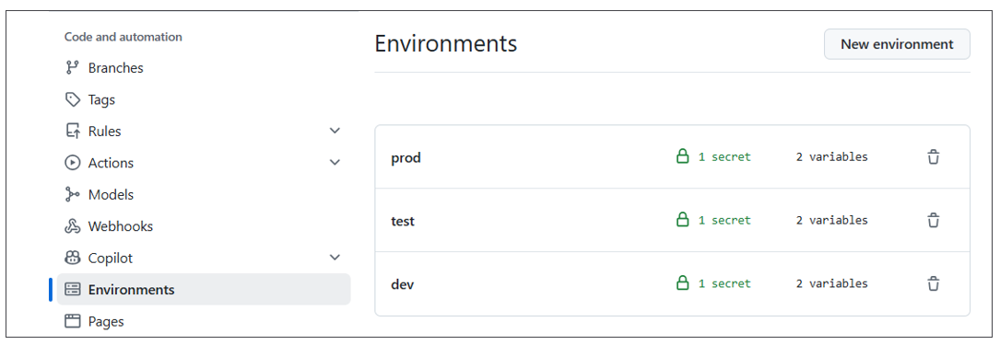 Code and automation
Branches
Tags
Rules
Actions
Models
Webhooks
Copilot
Environments
Pages
Environments
New environment
prod 1 secret 2 variables
test 1 secret 2 variables
dev 1 secret 2 variables